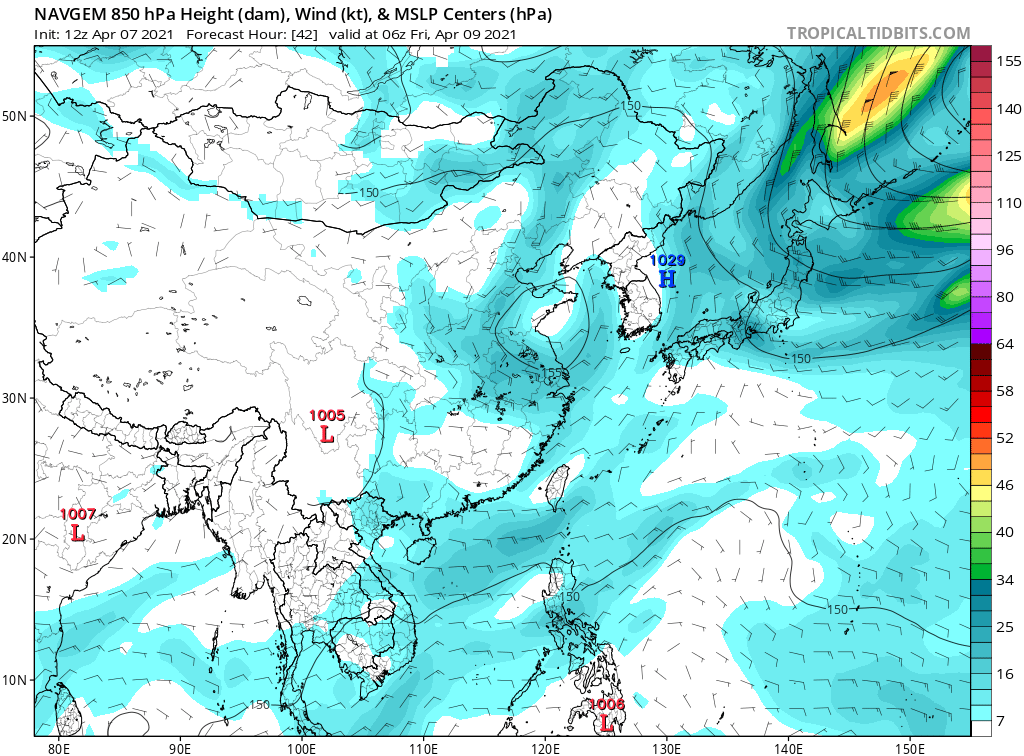 NAVGEM 850 hPa Height (dam), Wind (kt), & MSLP Centers (hPa)
Init: 12z Apr 07 2021   Forecast Hour: [42]   valid at 06z Fri, Apr 09 2021
TROPICALTIDBITS.COM
155
140
125
110
96
80
64
58
52
46
40
34
25
16
7
50N
40N
30N
20N
10N
80E
90E
100E
110E
120E
130E
140E
150E
150
150
1029
H
150
155
1005
L
1007
L
150
150
150
1006
L